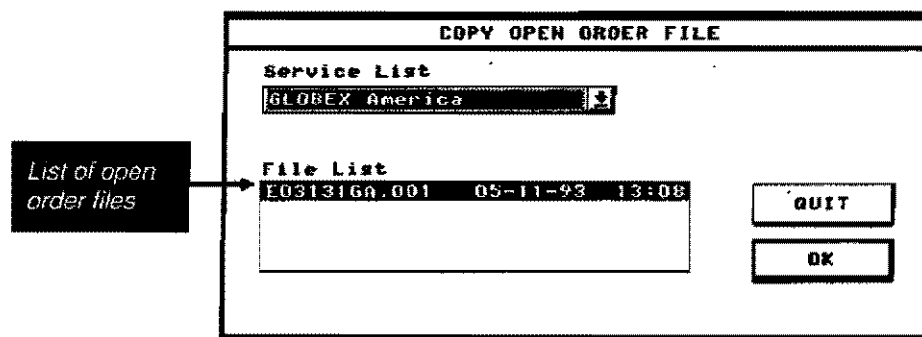 COPY OPEN ORDER FILE
Service List
GLOBEX America
List of open
order files
File List
E03131GA.001 05-11-93 13:08
QUIT
OK